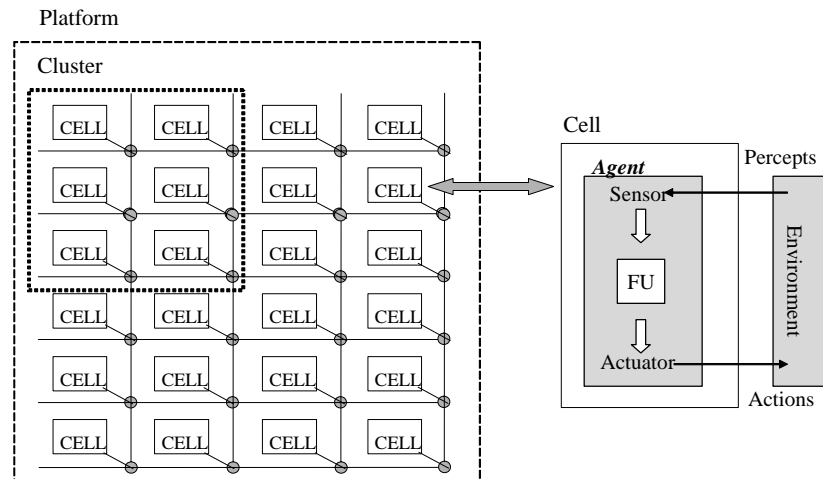 Platform
Cluster
CELL CELL CELL CELL
CELL CELL CELL CELL
CELL CELL CELL CELL
CELL CELL CELL CELL
CELL CELL CELL CELL
CELL CELL CELL CELL
Cell
Agent
Percepts
Sensor
FU
Environment
Actuator
Actions